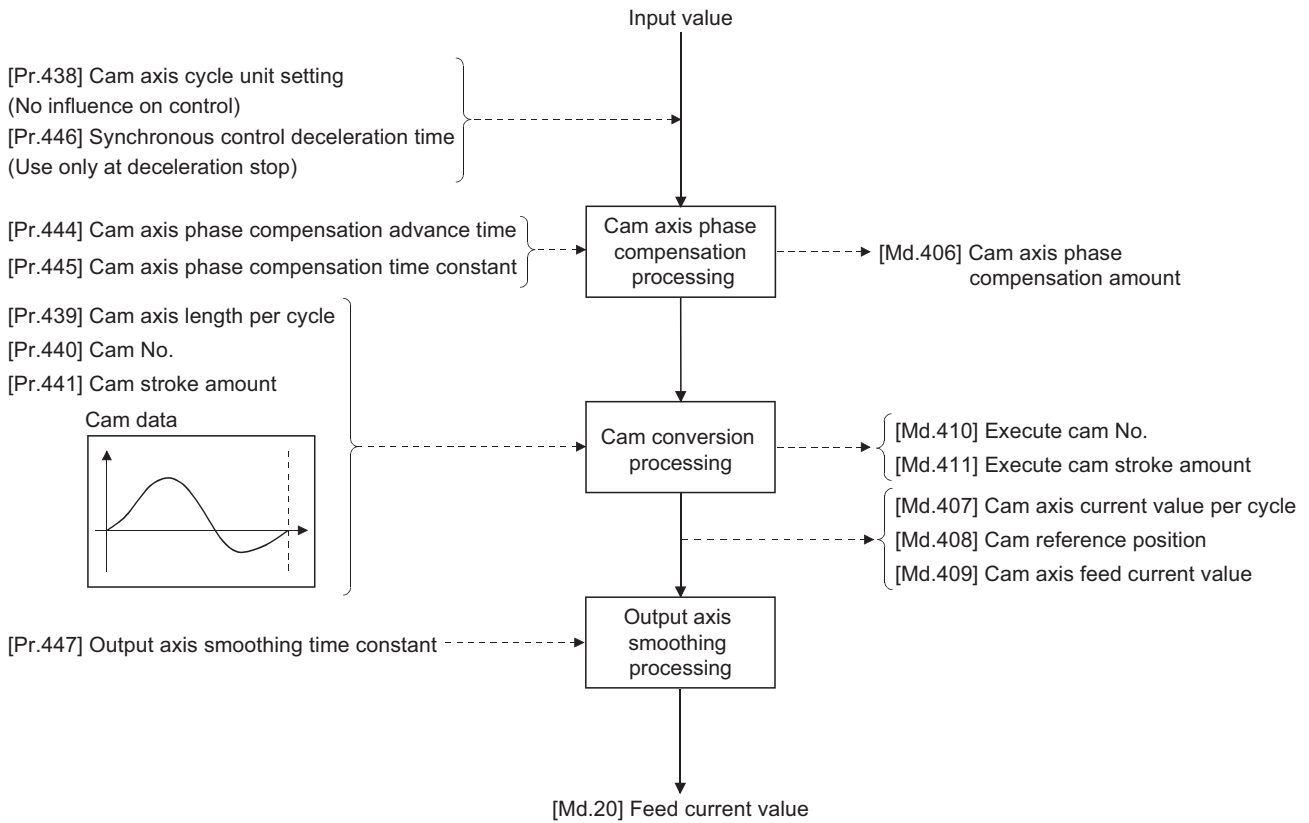 Input value
[Pr.438] Cam axis cycle unit setting
(No influence on control)
[Pr.446] Synchronous control deceleration time
(Use only at deceleration stop)
[Pr.444] Cam axis phase compensation advance time
[Pr.445] Cam axis phase compensation time constant
Cam axis phase
compensation
processing
[Md.406] Cam axis phase
compensation amount
[Pr.439] Cam axis length per cycle
[Pr.440] Cam No.
[Pr.441] Cam stroke amount
Cam data
Cam conversion
processing
[Md.410] Execute cam No.
[Md.411] Execute cam stroke amount
[Md.407] Cam axis current value per cycle
[Md.408] Cam reference position
[Md.409] Cam axis feed current value
[Pr.447] Output axis smoothing time constant
Output axis
smoothing
processing
[Md.20] Feed current value